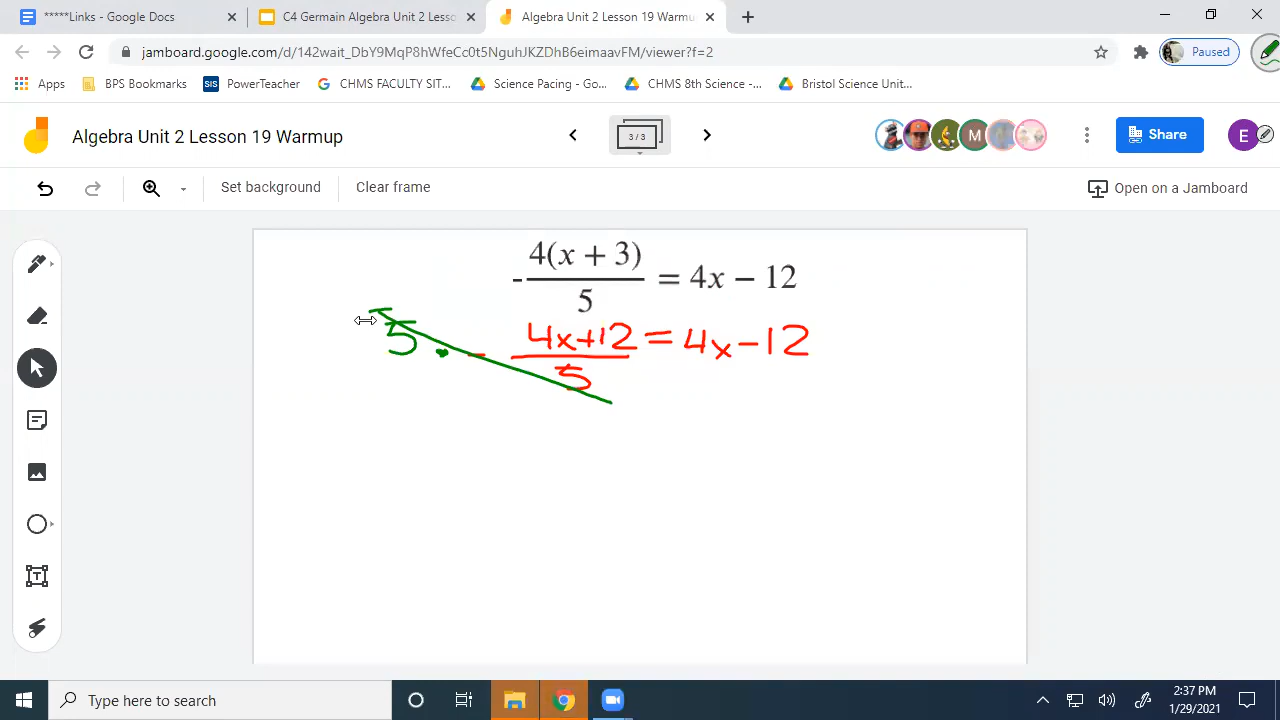 *****Links - Google Docs
C4 Germain Algebra Unit 2 Less
Algebra Unit 2 Lesson 19 Warmu
jamboard.google.com/d/142wait_DbY9MqP8hWfeCc0t5NguhJKZDhB6eimaavFM/viewer?f=2
Paused
Apps
BPS Bookmarks
SIS
PowerTeacher
CHMS FACULTY SIT...
Science Pacing - Go...
CHMS 8th Science -...
Bristol Science Unit...
Algebra Unit 2 Lesson 19 Warmup
3 / 3
M
Share
E
Set background
Clear frame
Open on a Jamboard
-4(x + 3)/5 = 4x − 12
5 · - 4x+12/5 = 4x-12
Type here to search
2:37 PM
1/29/2021